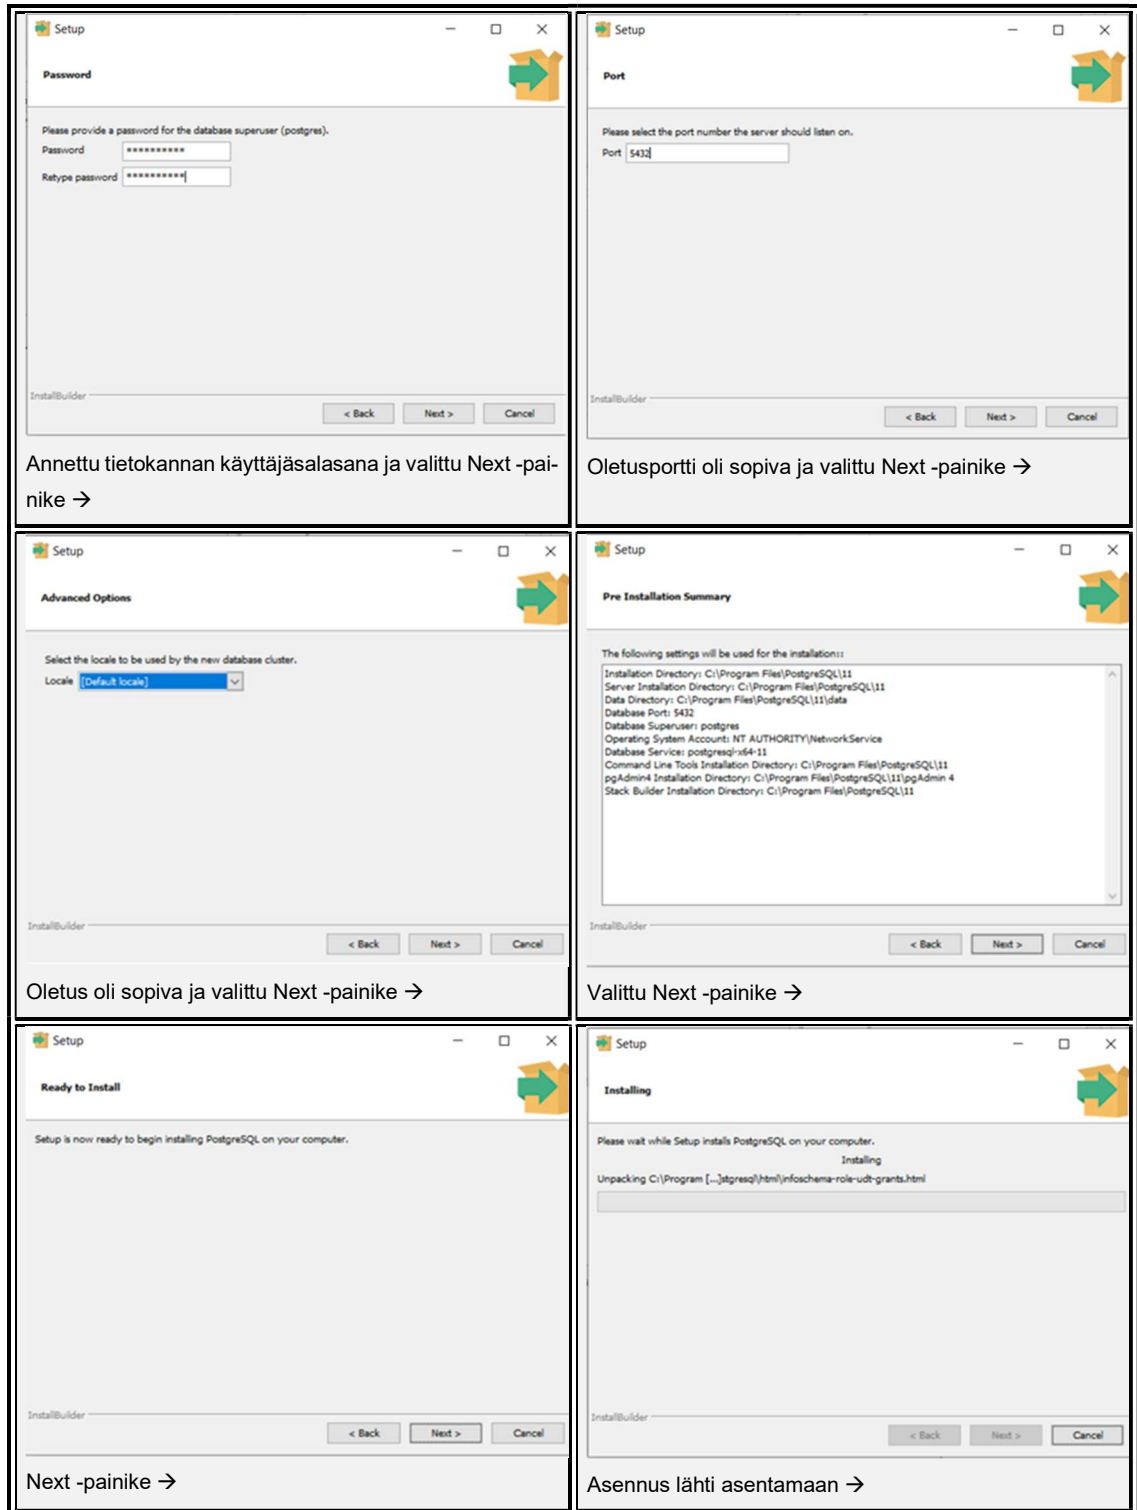 Setup
Password
Please provide a password for the database superuser (postgres).
Password **********
Retype password **********
InstallBuilder
< Back Next > Cancel
Annettu tietokannan käyttäjäsalasana ja valittu Next -pai-
nike →
Setup
Port
Please select the port number the server should listen on.
Port 5432
InstallBuilder
< Back Next > Cancel
Oletusportti oli sopiva ja valittu Next -painike →
Setup
Advanced Options
Select the locale to be used by the new database cluster.
Locale [Default locale]
InstallBuilder
< Back Next > Cancel
Oletus oli sopiva ja valittu Next -painike →
Setup
Pre Installation Summary
The following settings will be used for the installation::
Installation Directory: C:\Program Files\PostgreSQL\11
Server Installation Directory: C:\Program Files\PostgreSQL\11
Data Directory: C:\Program Files\PostgreSQL\11\data
Database Port: 5432
Database Superuser: postgres
Operating System Account: NT AUTHORITY\NetworkService
Database Service: postgresql-x64-11
Command Line Tools Installation Directory: C:\Program Files\PostgreSQL\11
pgAdmin4 Installation Directory: C:\Program Files\PostgreSQL\11\pgAdmin 4
Stack Builder Installation Directory: C:\Program Files\PostgreSQL\11
InstallBuilder
< Back Next > Cancel
Valittu Next -painike →
Setup
Ready to Install
Setup is now ready to begin installing PostgreSQL on your computer.
InstallBuilder
< Back Next > Cancel
Next -painike →
Setup
Installing
Please wait while Setup installs PostgreSQL on your computer.
Installing
Unpacking C:\Program [...]stgresql\html\infoschema-role-udt-grants.html
InstallBuilder
< Back Next > Cancel
Asennus lähti asentamaan →